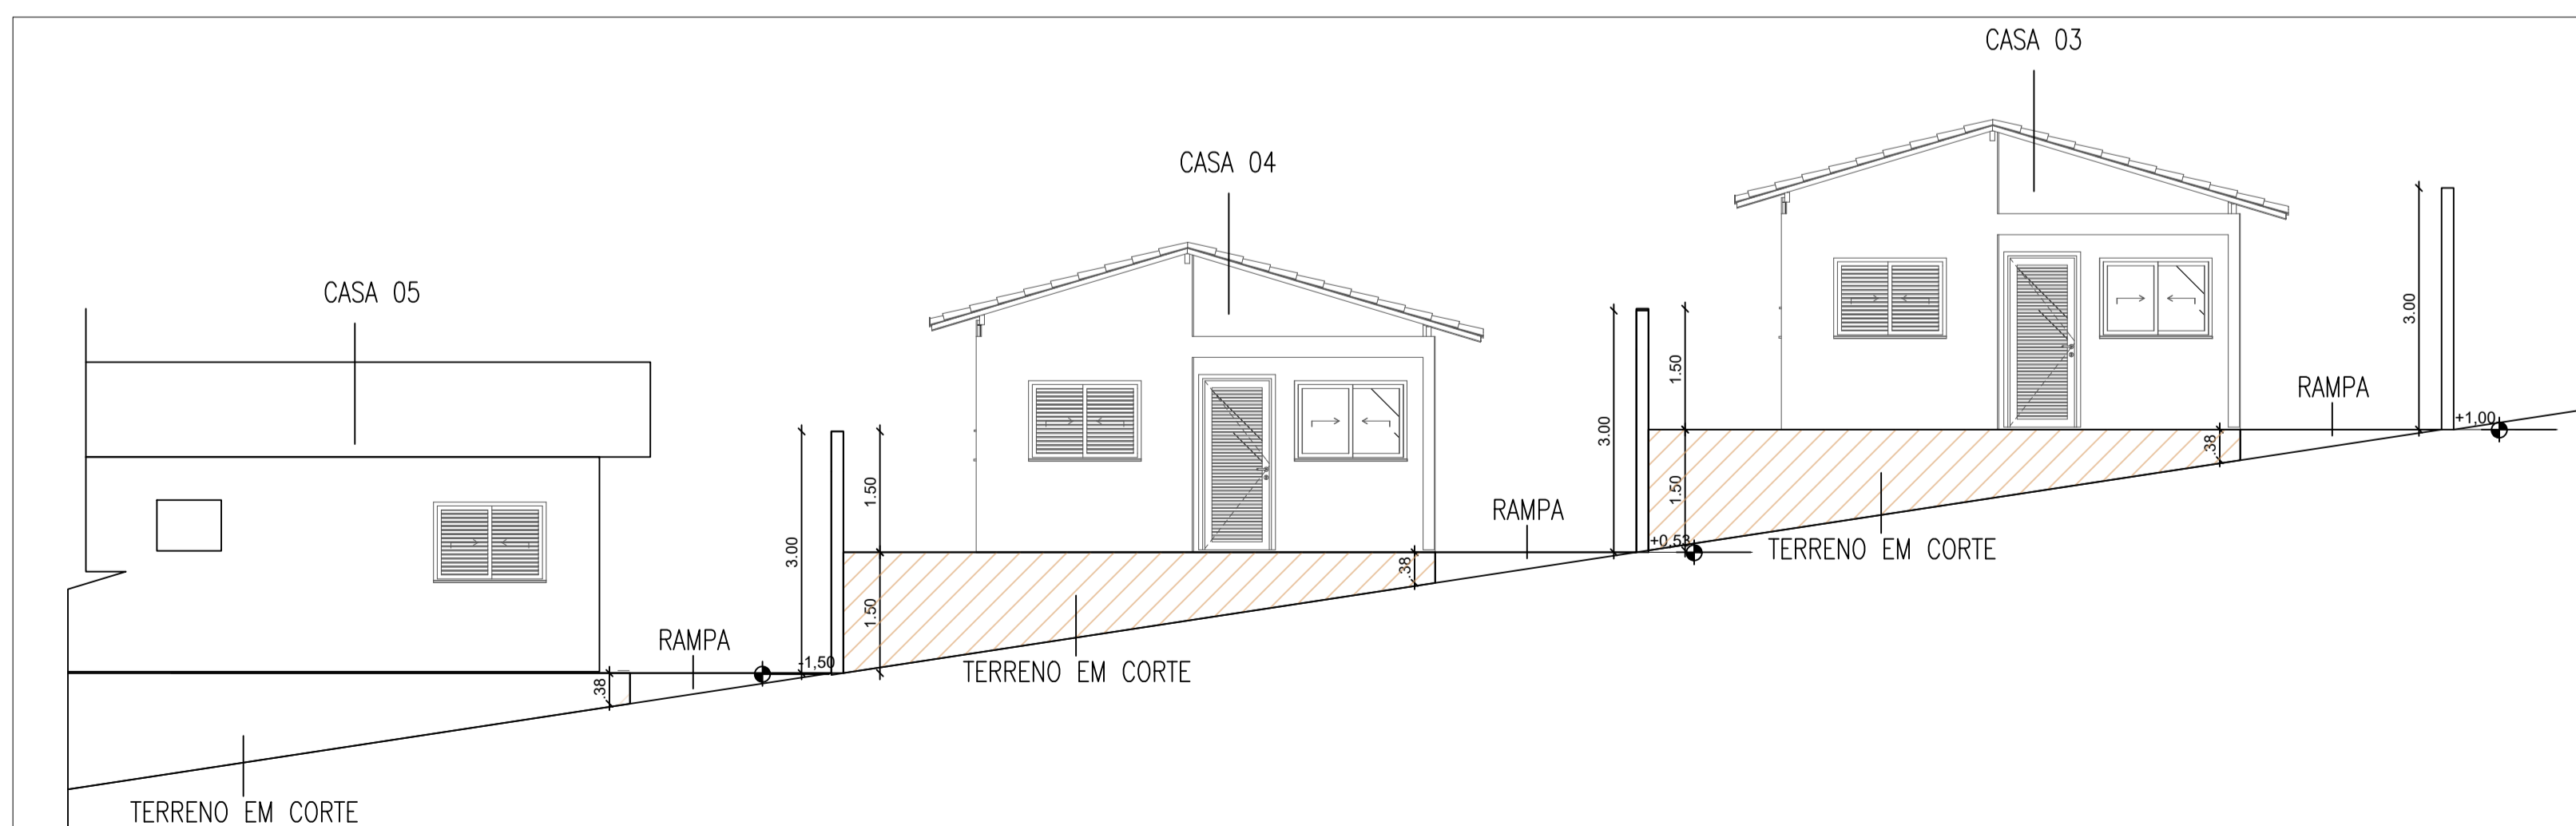 CASA 03
CASA 04
CASA 05
3.00
1.50
RAMPA
+1,00
3.00
1.50
.38
TERRENO EM CORTE
3.00
1.50
RAMPA
+0,53
.38
1.50
TERRENO EM CORTE
RAMPA
-1,50
.38
TERRENO EM CORTE